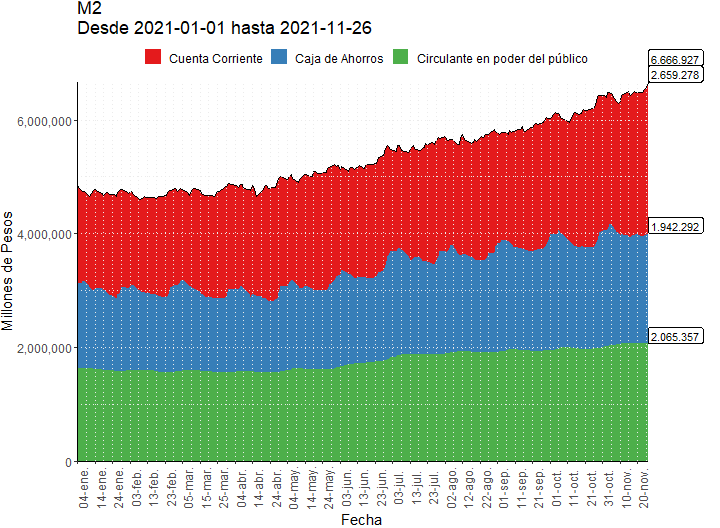 M2
Desde 2021-01-01 hasta 2021-11-26
Cuenta Corriente Caja de Ahorros Circulante en poder del público
6.666.927
2.659.278
1.942.292
2.065.357
Millones de Pesos
6,000,000
4,000,000
2,000,000
0
04-ene.
14-ene.
24-ene.
03-feb.
13-feb.
23-feb.
05-mar.
15-mar.
25-mar.
04-abr.
14-abr.
24-abr.
04-may.
14-may.
24-may.
03-jun.
13-jun.
23-jun.
03-jul.
13-jul.
23-jul.
02-ago.
12-ago.
22-ago.
01-sep.
11-sep.
21-sep.
01-oct.
11-oct.
21-oct.
31-oct.
10-nov.
20-nov.
Fecha